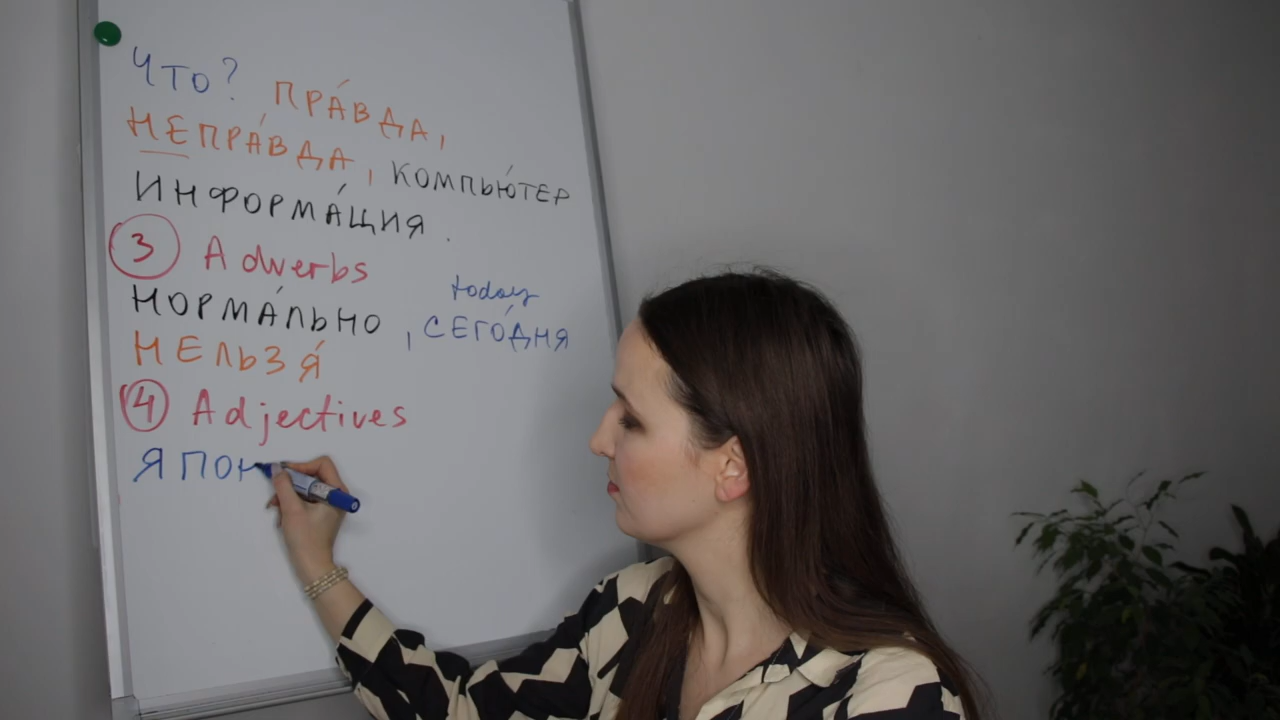 Что? ПРА́ВДА,
НЕПРА́ВДА, КОМПЬЮ́ТЕР
ИНФОРМА́ЦИЯ.
3 Adverbs
today
НОРМА́ЛЬНО, СЕГО́ДНЯ
НЕЛЬЗЯ́
4 Adjectives
ЯПОН